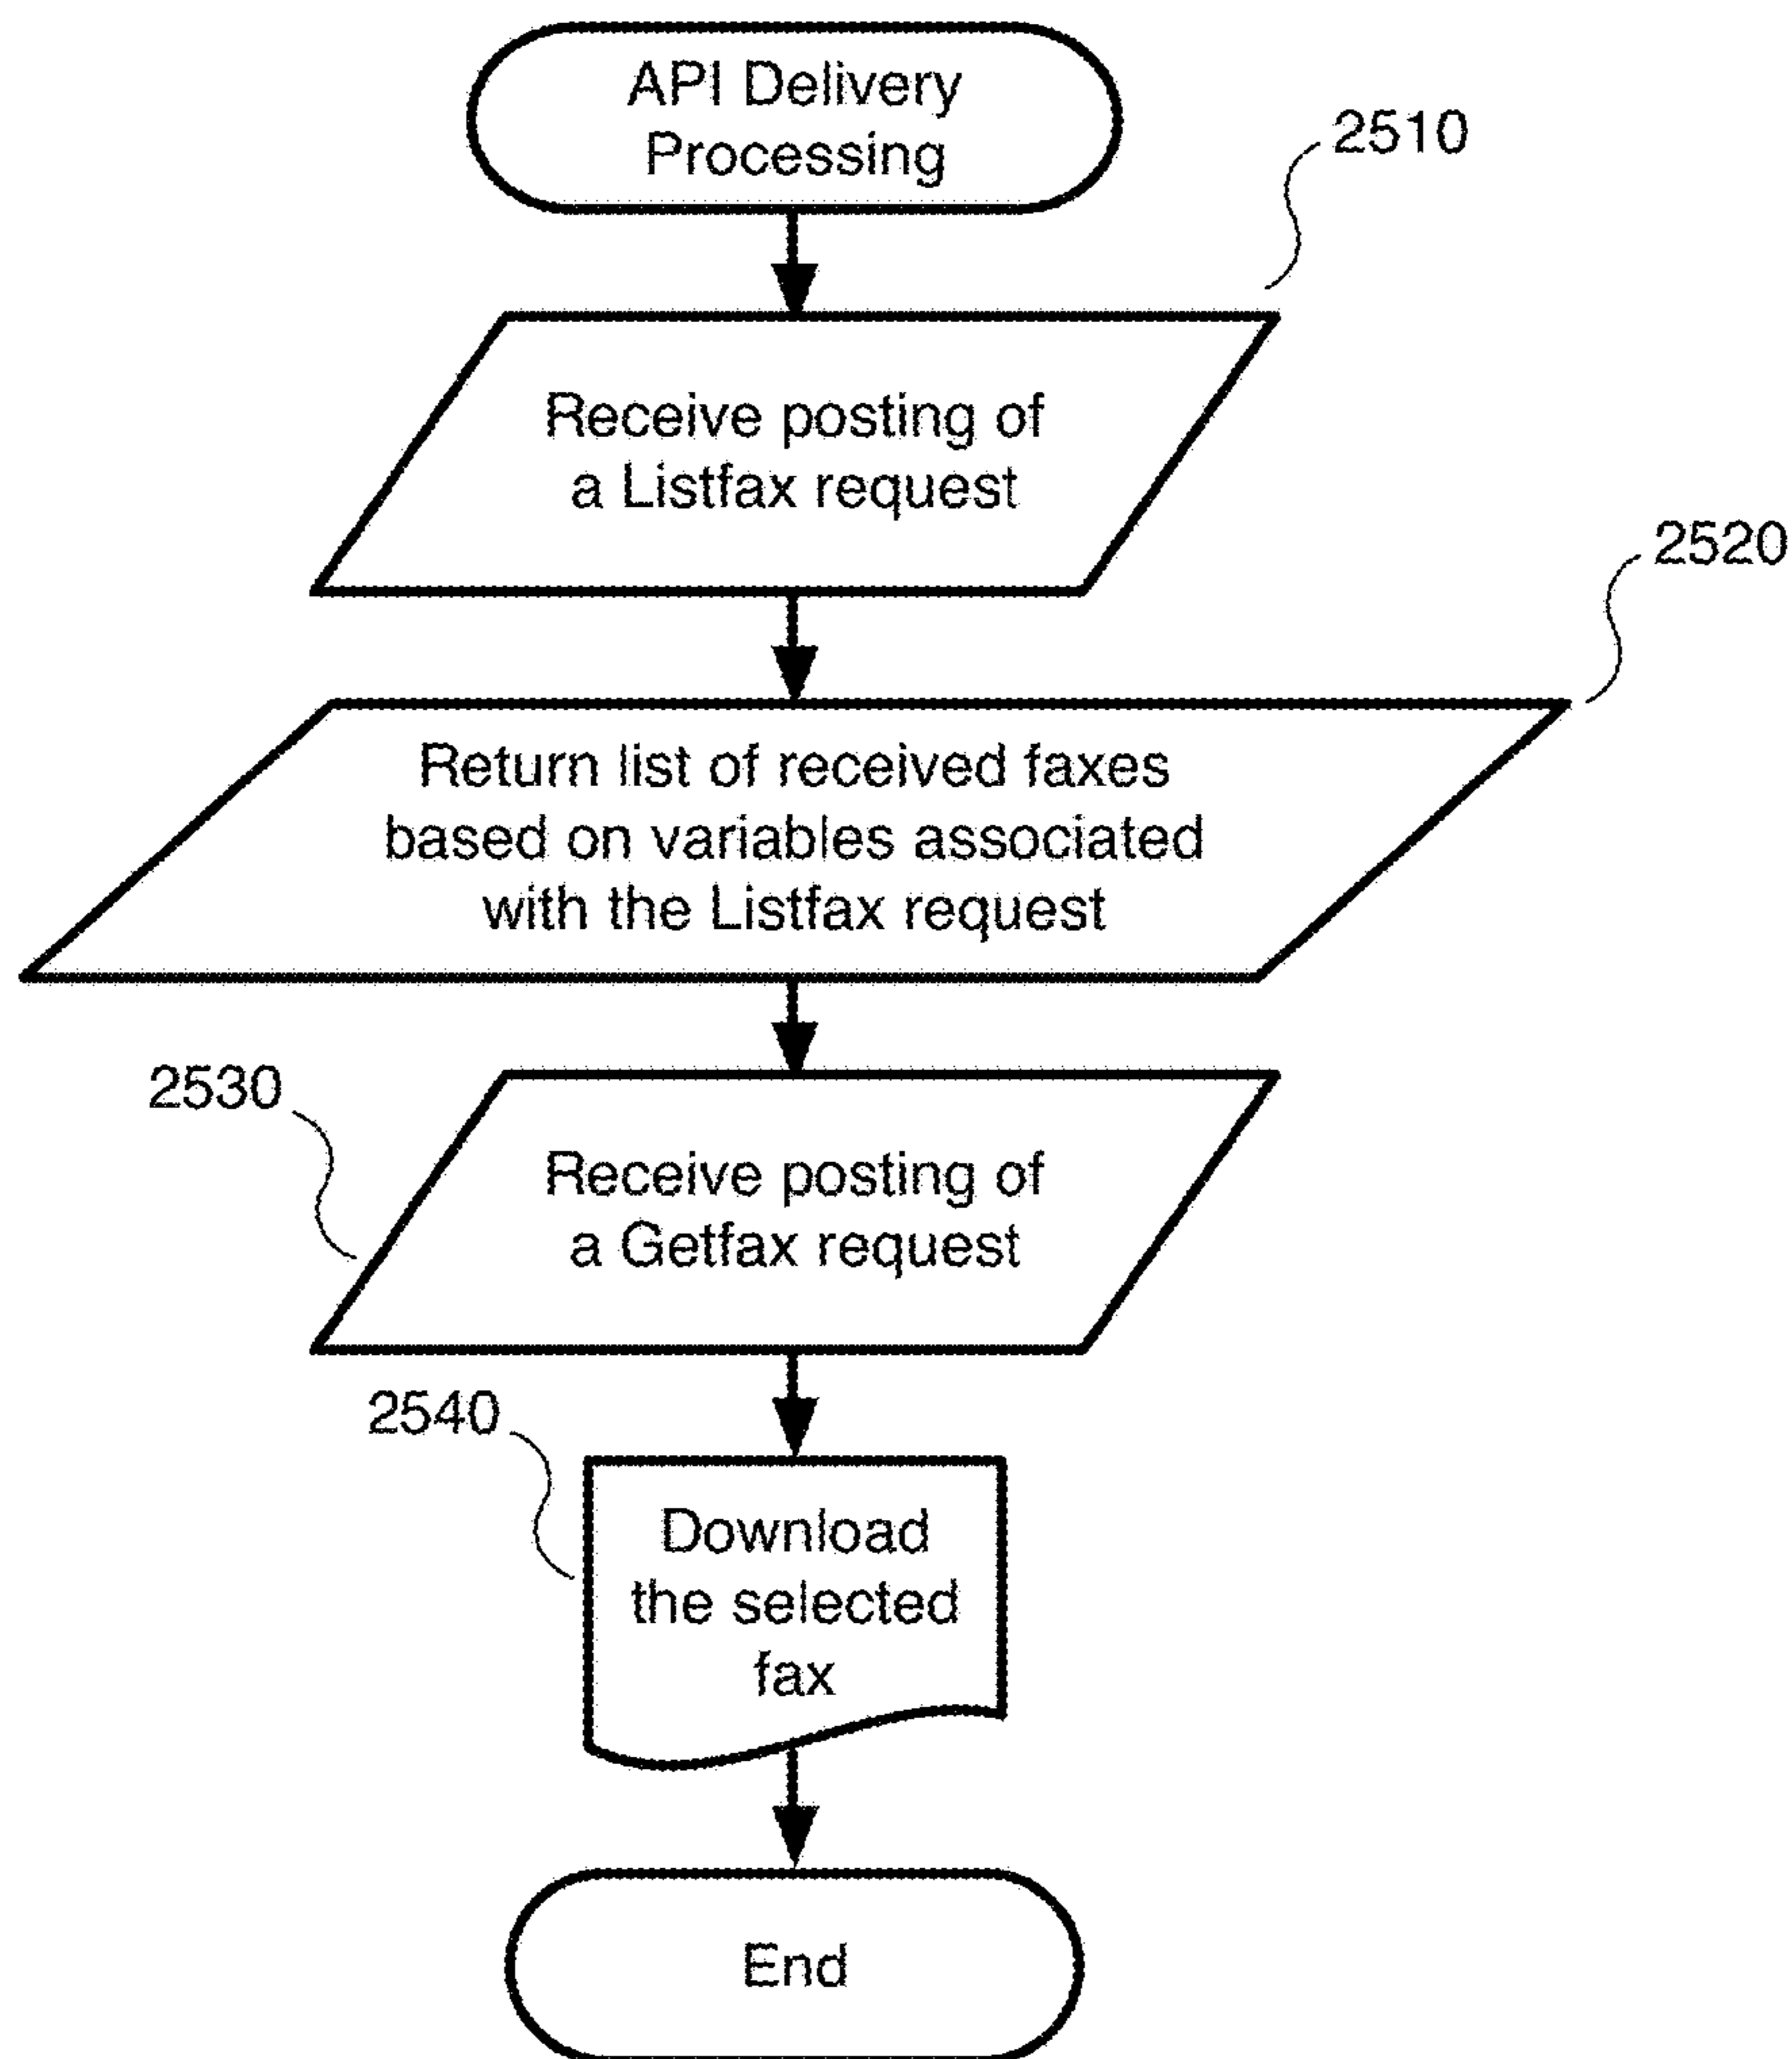 API Delivery
Processing
2510
Receive posting of
a Listfax request
2520
Return list of received faxes
based on variables associated
with the Listfax request
2530
Receive posting of
a Getfax request
2540
Download
the selected
fax
End